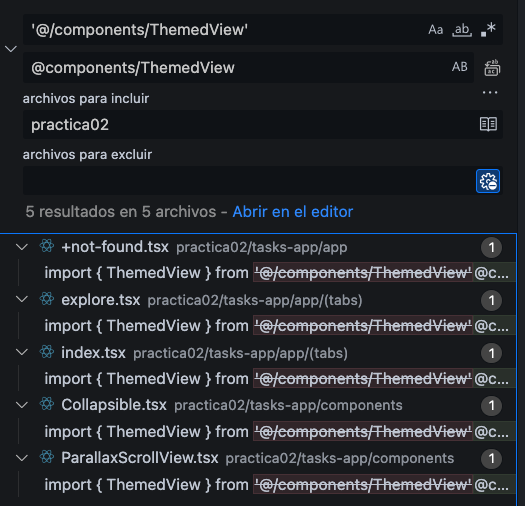 '@/components/ThemedView'
Aa ab .*
@components/ThemedView
AB
...
archivos para incluir
practica02
archivos para excluir
5 resultados en 5 archivos - Abrir en el editor
+not-found.tsx practica02/tasks-app/app 1
import { ThemedView } from '@/components/ThemedView'@c...
explore.tsx practica02/tasks-app/app/(tabs) 1
import { ThemedView } from '@/components/ThemedView'@c...
index.tsx practica02/tasks-app/app/(tabs) 1
import { ThemedView } from '@/components/ThemedView'@c...
Collapsible.tsx practica02/tasks-app/components 1
import { ThemedView } from '@/components/ThemedView'@c...
ParallaxScrollView.tsx practica02/tasks-app/components 1
import { ThemedView } from '@/components/ThemedView'@c...